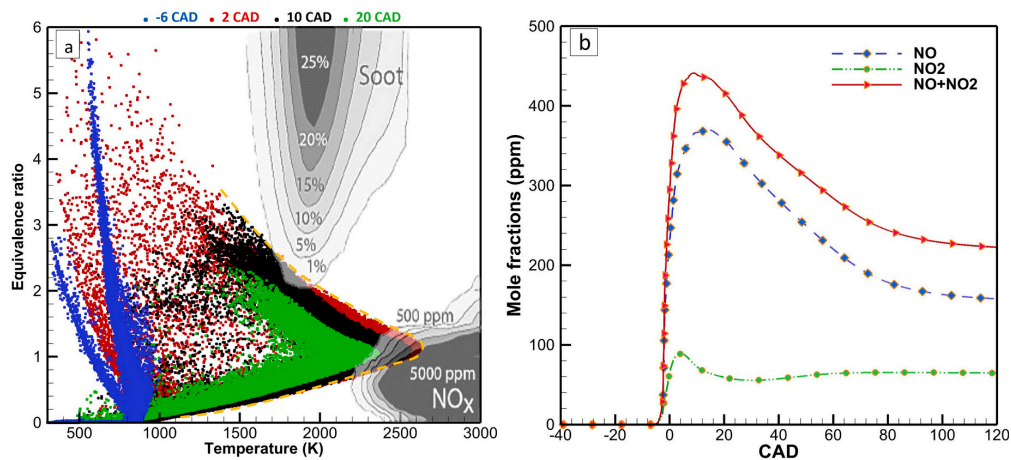 -6 CAD 2 CAD 10 CAD 20 CAD
a
6
5
4
3
2
1
0
Equivalence ratio
25%
Soot
20%
15%
10%
5%
1%
500 ppm
5000 ppm
NOx
500 1000 1500 2000 2500 3000
Temperature (K)
b
NO
NO2
NO+NO2
500
400
300
200
100
0
Mole fractions (ppm)
-40 -20 0 20 40 60 80 100 120
CAD